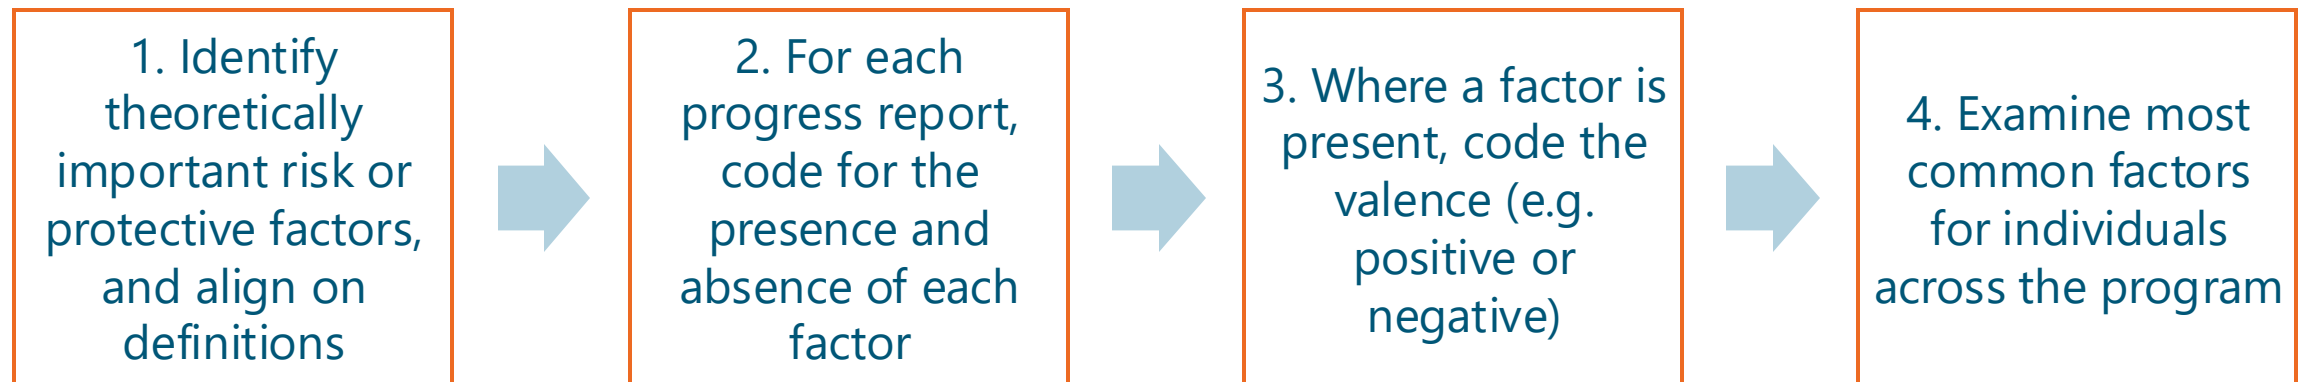 1. Identify
theoretically
important risk or
protective factors,
and align on
definitions
2. For each
progress report,
code for the
presence and
absence of each
factor
3. Where a factor is
present, code the
valence (e.g.
positive or
negative)
4. Examine most
common factors
for individuals
across the program